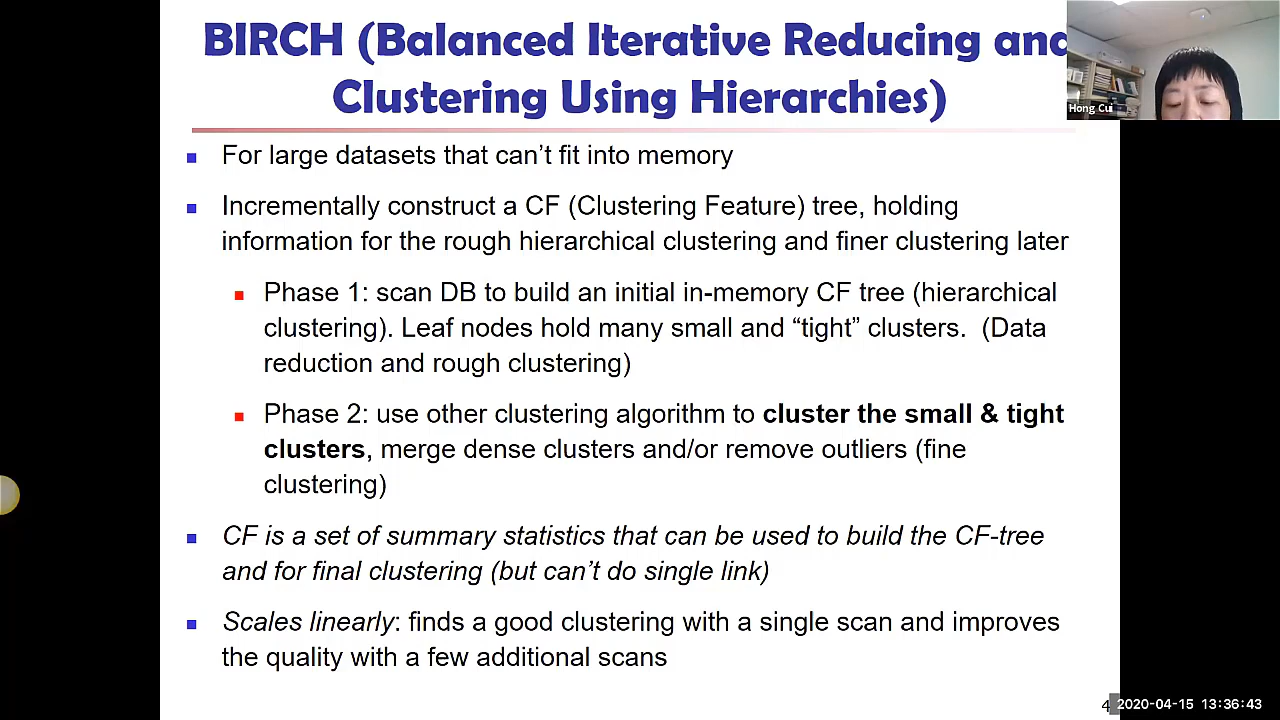 BIRCH (Balanced Iterative Reducing and
Clustering Using Hierarchies)
Hong Cui
For large datasets that can’t fit into memory
Incrementally construct a CF (Clustering Feature) tree, holding
information for the rough hierarchical clustering and finer clustering later
Phase 1: scan DB to build an initial in-memory CF tree (hierarchical
clustering). Leaf nodes hold many small and “tight” clusters. (Data
reduction and rough clustering)
Phase 2: use other clustering algorithm to cluster the small & tight
clusters, merge dense clusters and/or remove outliers (fine
clustering)
CF is a set of summary statistics that can be used to build the CF-tree
and for final clustering (but can’t do single link)
Scales linearly: finds a good clustering with a single scan and improves
the quality with a few additional scans
4
2020-04-15 13:36:43